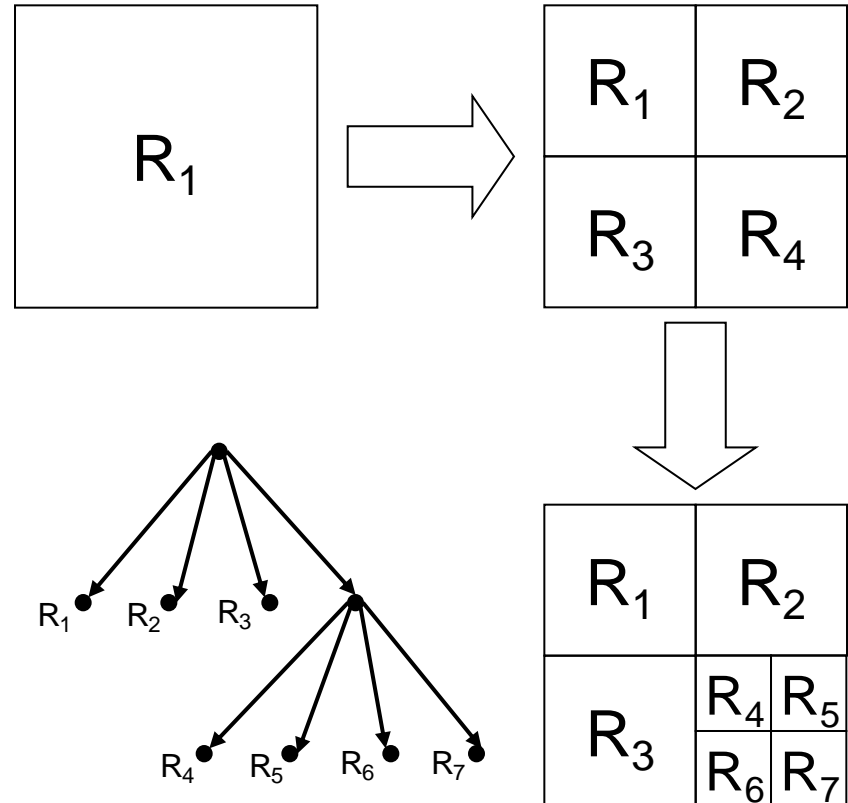 R₁
R₁ R₂
R₃ R₄
R₁ R₂
R₃
R₄ R₅
R₆ R₇
R₁ R₂ R₃
R₄ R₅ R₆ R₇